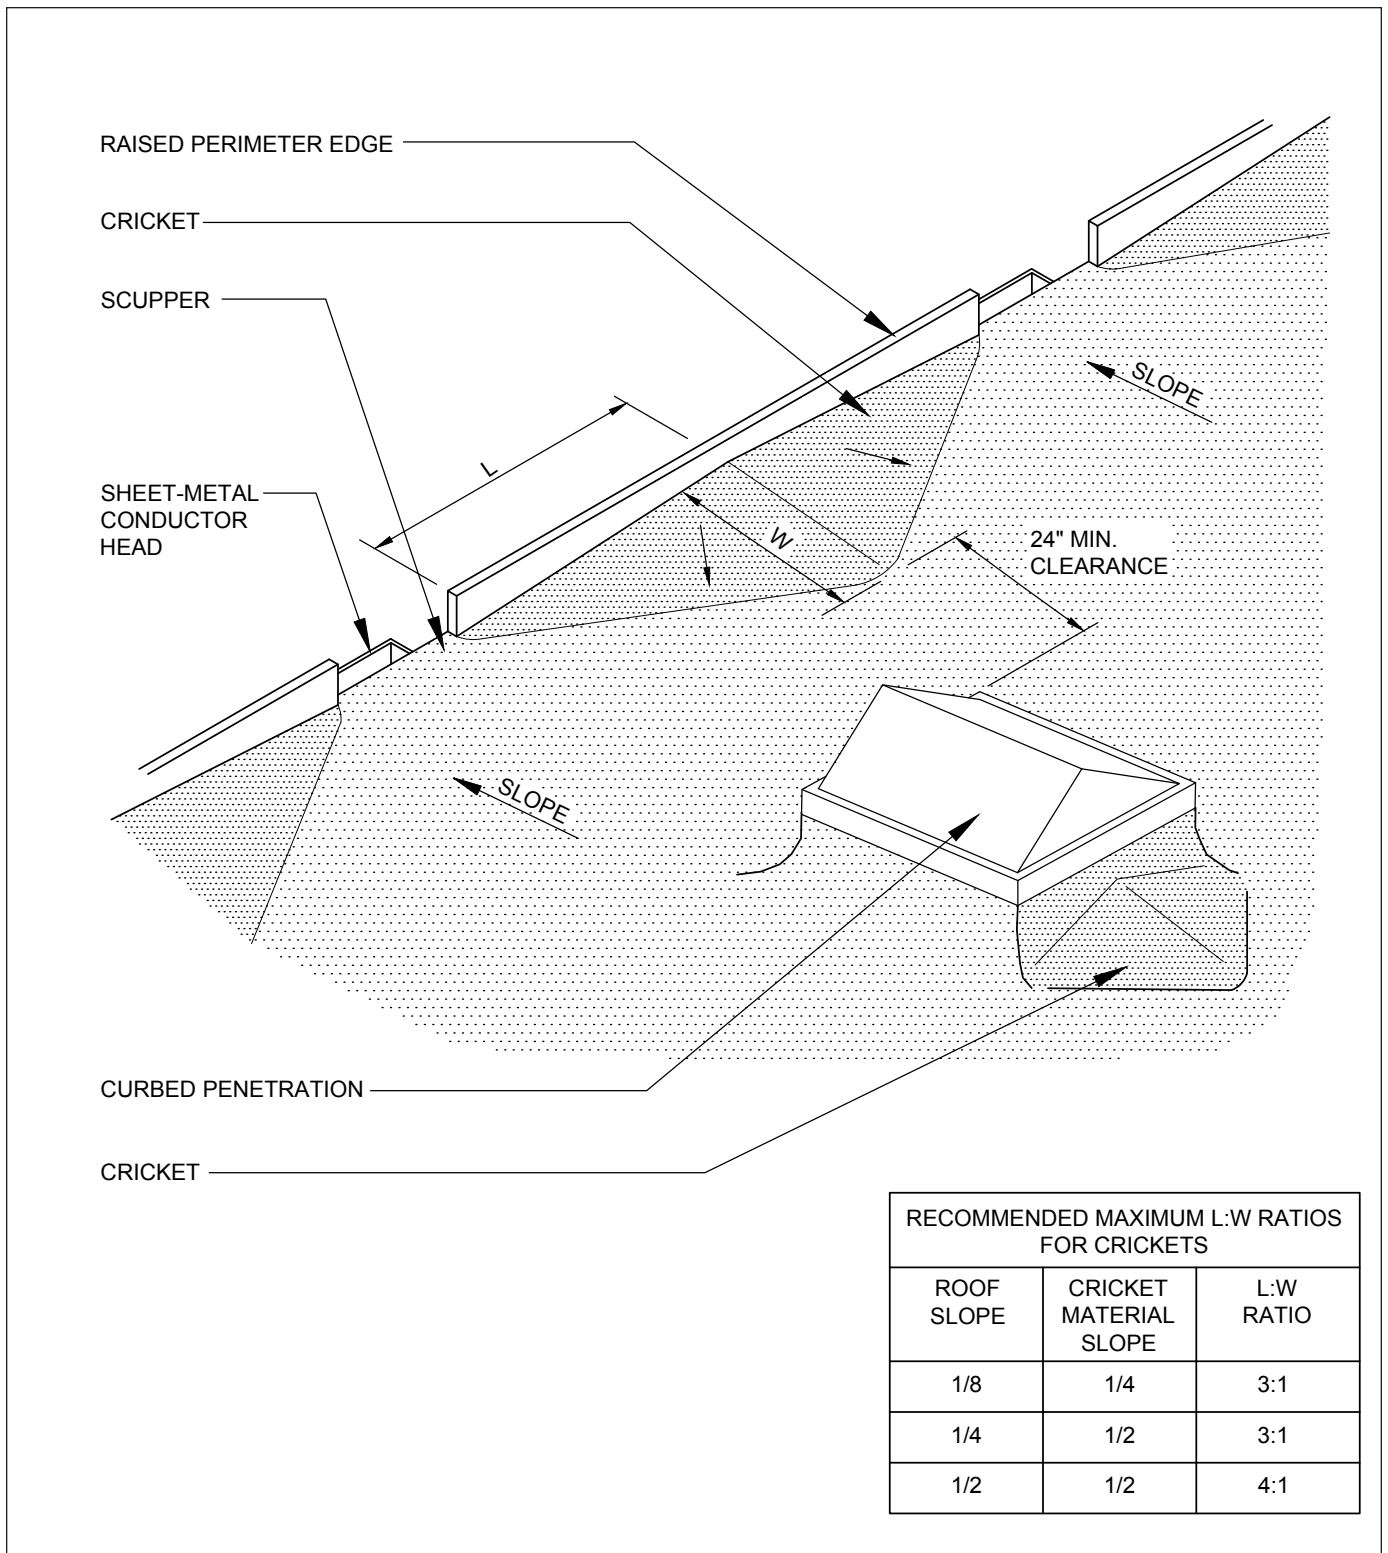 RAISED PERIMETER EDGE
CRICKET
SCUPPER
SLOPE
L
SHEET-METAL
CONDUCTOR
HEAD
W
24" MIN.
CLEARANCE
SLOPE
CURBED PENETRATION
CRICKET
RECOMMENDED MAXIMUM L:W RATIOS
FOR CRICKETS
ROOF
SLOPE
CRICKET
MATERIAL
SLOPE
L:W
RATIO
1/8 1/4 3:1
1/4 1/2 3:1
1/2 1/2 4:1